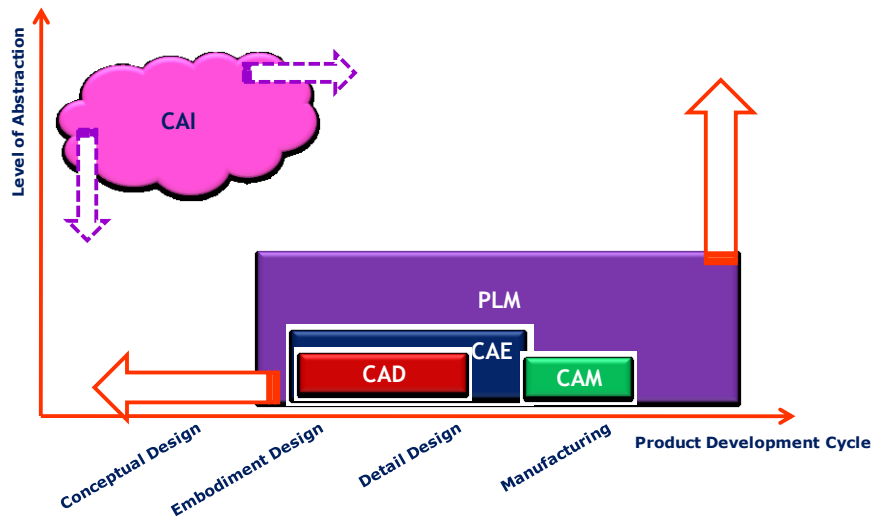 Level of Abstraction
CAI
PLM
CAE
CAD
CAM
Conceptual Design
Embodiment Design
Detail Design
Manufacturing
Product Development Cycle